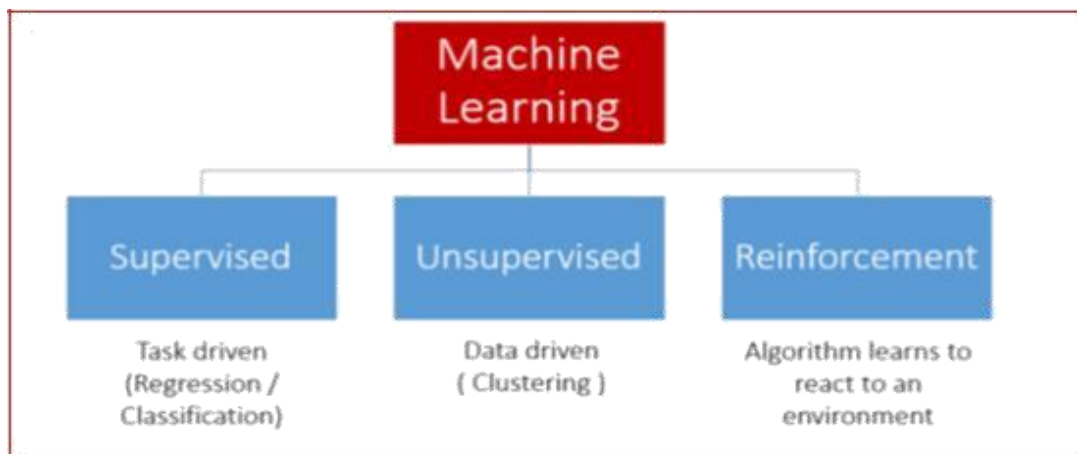 Machine
Learning
Supervised
Unsupervised
Reinforcement
Task driven
(Regression /
Classification)
Data driven
( Clustering )
Algorithm learns to
react to an
environment